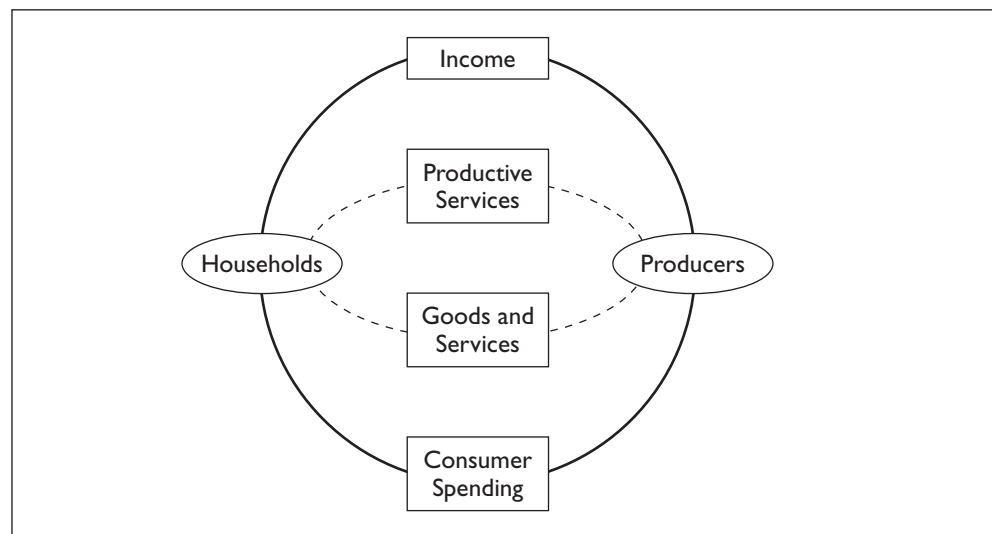 Income
Productive
Services
Households
Producers
Goods and
Services
Consumer
Spending